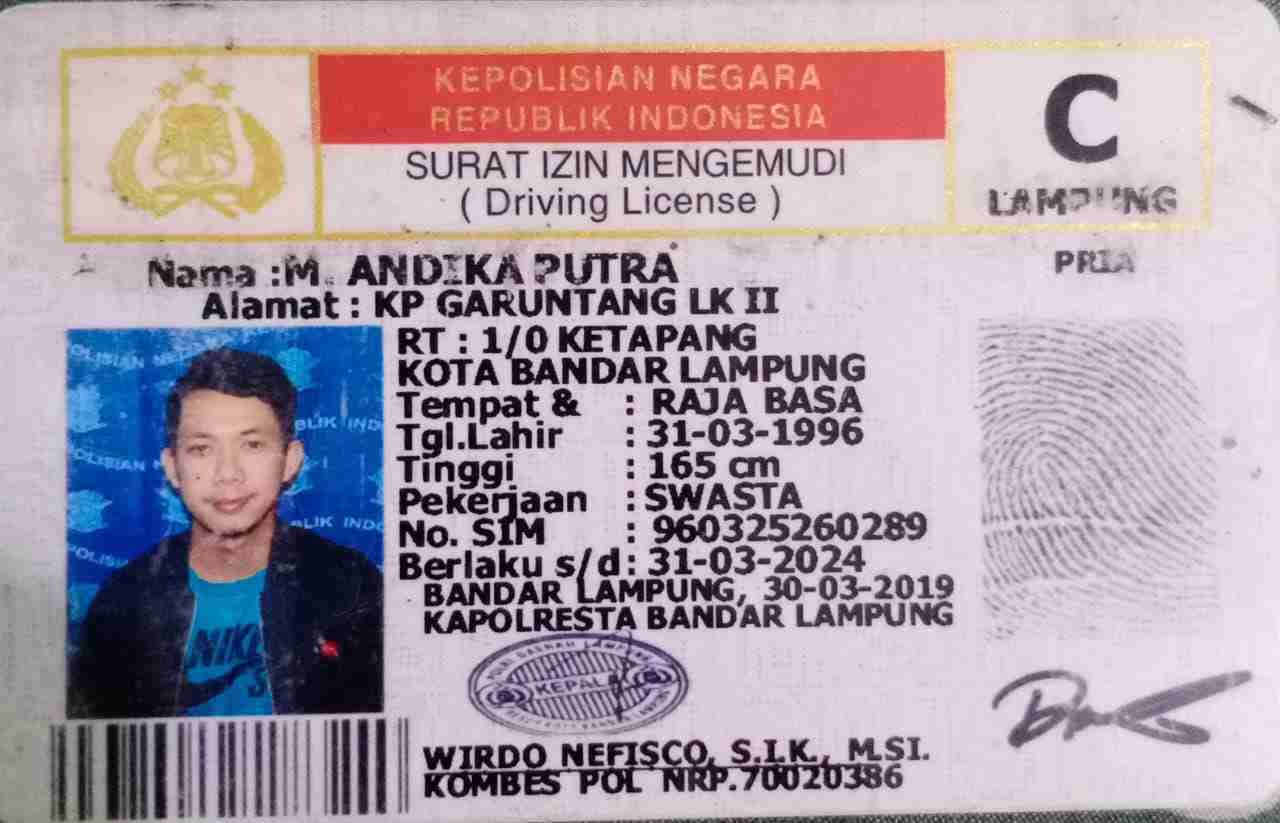 KEPOLISIAN NEGARA
REPUBLIK INDONESIA
SURAT IZIN MENGEMUDI
( Driving License )
C
LAMPUNG
PRIA
Nama :M. ANDIKA PUTRA
Alamat : KP GARUNTANG LK II
RT : 1/0 KETAPANG
KOTA BANDAR LAMPUNG
Tempat & : RAJA BASA
Tgl.Lahir : 31-03-1996
Tinggi : 165 cm
Pekerjaan : SWASTA
No. SIM : 960325260289
Berlaku s/d : 31-03-2024
BANDAR LAMPUNG, 30-03-2019
KAPOLRESTA BANDAR LAMPUNG
KEPALA
WIRDO NEFISCO, S.I.K., M.SI.
KOMBES POL NRP.70020386
NIKE